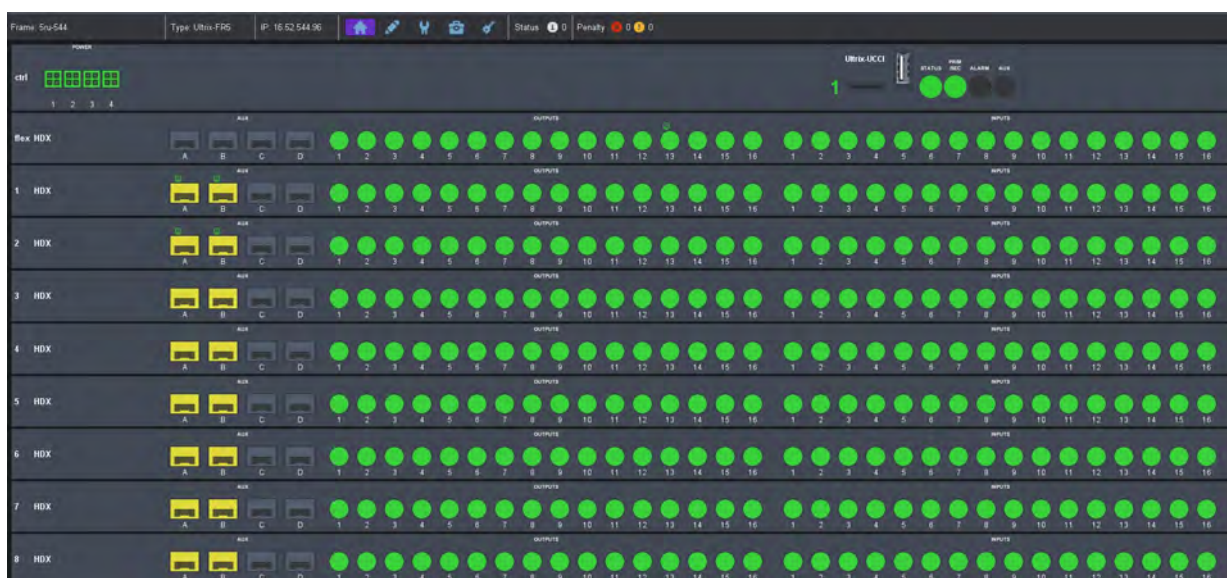 Frame: 5ru-544 Type: Ultrix-FR5 IP: 16.52.544.96 Status 0 Penalty 0 0
POWER
ctrl
1 2 3 4
Ultrix-UCCI
1
STATUS PRIM REC ALARM AUX
flex HDX
AUX OUTPUTS INPUTS
A B C D 1 2 3 4 5 6 7 8 9 10 11 12 13 14 15 16 1 2 3 4 5 6 7 8 9 10 11 12 13 14 15 16
1 HDX
AUX OUTPUTS INPUTS
A B C D 1 2 3 4 5 6 7 8 9 10 11 12 13 14 15 16 1 2 3 4 5 6 7 8 9 10 11 12 13 14 15 16
2 HDX
AUX OUTPUTS INPUTS
A B C D 1 2 3 4 5 6 7 8 9 10 11 12 13 14 15 16 1 2 3 4 5 6 7 8 9 10 11 12 13 14 15 16
3 HDX
AUX OUTPUTS INPUTS
A B C D 1 2 3 4 5 6 7 8 9 10 11 12 13 14 15 16 1 2 3 4 5 6 7 8 9 10 11 12 13 14 15 16
4 HDX
AUX OUTPUTS INPUTS
A B C D 1 2 3 4 5 6 7 8 9 10 11 12 13 14 15 16 1 2 3 4 5 6 7 8 9 10 11 12 13 14 15 16
5 HDX
AUX OUTPUTS INPUTS
A B C D 1 2 3 4 5 6 7 8 9 10 11 12 13 14 15 16 1 2 3 4 5 6 7 8 9 10 11 12 13 14 15 16
6 HDX
AUX OUTPUTS INPUTS
A B C D 1 2 3 4 5 6 7 8 9 10 11 12 13 14 15 16 1 2 3 4 5 6 7 8 9 10 11 12 13 14 15 16
7 HDX
AUX OUTPUTS INPUTS
A B C D 1 2 3 4 5 6 7 8 9 10 11 12 13 14 15 16 1 2 3 4 5 6 7 8 9 10 11 12 13 14 15 16
8 HDX
AUX OUTPUTS INPUTS